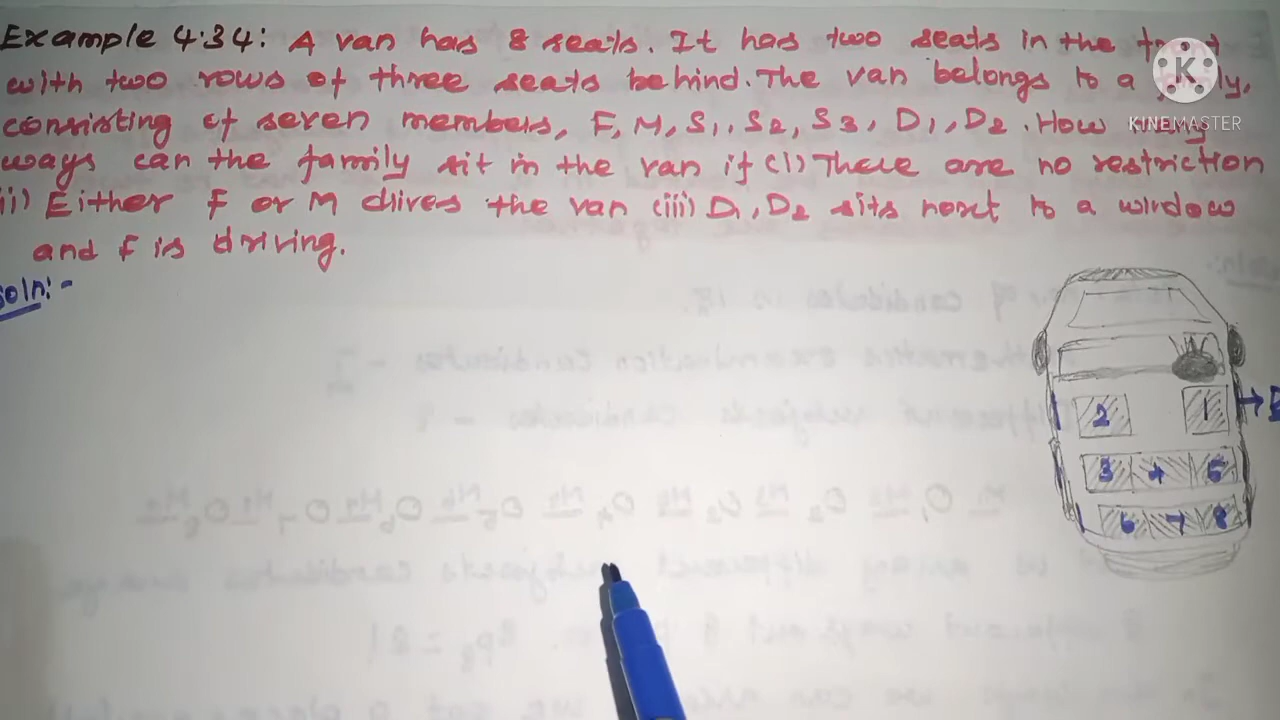 Example 4.34: A van has 8 seats. It has two seats in the front
with two rows of three seats behind. The van belongs to a family,
consisting of seven members, F, M, S1, S2, S3, D1, D2. How many
ways can the family sit in the van if (1) There are no restriction
ii) Either F or M drives the van (iii) D1, D2 sits next to a window
and F is driving.
soln:-
KINEMASTER
2 1
3 4 5
6 7 8